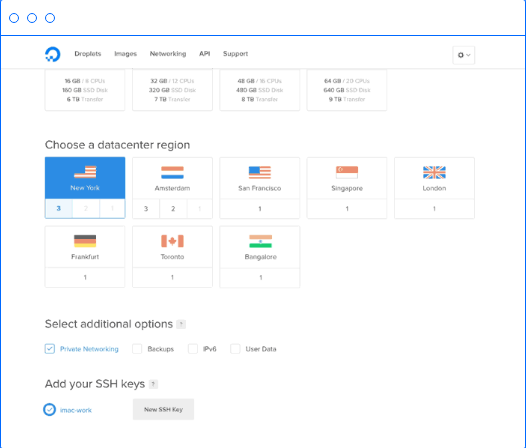 Droplets Images Networking API Support
16 GB / 8 CPUs 32 GB / 12 CPUs 48 GB / 16 CPUs 64 GB / 20 CPUs
160 GB SSD Disk 320 GB SSD Disk 480 GB SSD Disk 640 GB SSD Disk
6 TB Transfer 7 TB Transfer 8 TB Transfer 9 TB Transfer
Choose a datacenter region
New York Amsterdam San Francisco Singapore London
3 2 1 3 2 1 1 1 1
Frankfurt Toronto Bangalore
1 1 1
Select additional options ?
Private Networking Backups IPv6 User Data
Add your SSH keys ?
imac-work New SSH Key